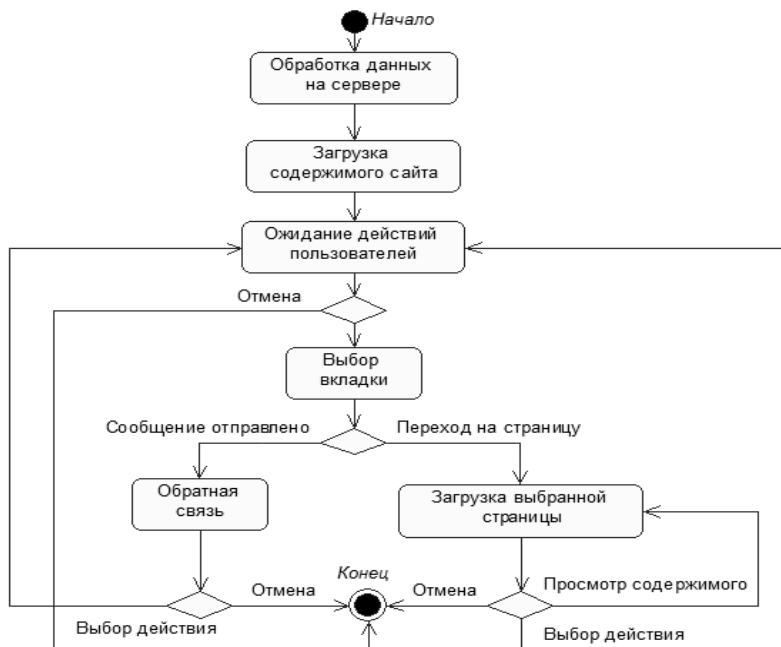 Начало
Обработка данных
на сервере
Загрузка
содержимого сайта
Ожидание действий
пользователей
Отмена
Выбор
вкладки
Сообщение отправлено
Переход на страницу
Обратная
связь
Загрузка выбранной
страницы
Конец
Отмена
Отмена
Просмотр содержимого
Выбор действия
Выбор действия